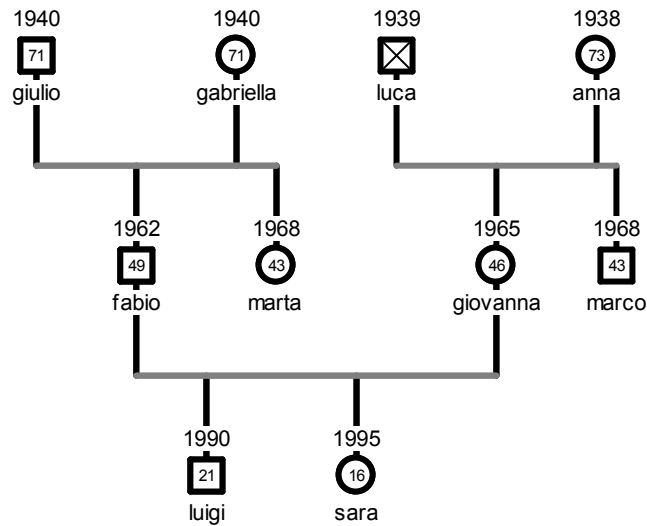 1940 1940 1939 1938
71 71 73
giulio gabriella luca anna
1962 1968 1965 1968
49 43 46 43
fabio marta giovanna marco
1990 1995
21 16
luigi sara